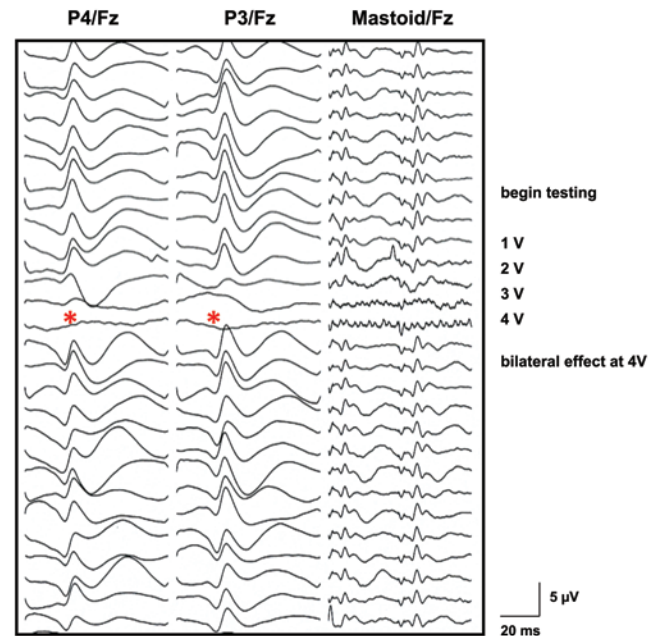 P4/Fz P3/Fz Mastoid/Fz
begin testing
1 V
2 V
3 V
* * 4 V
bilateral effect at 4V
5 µV
20 ms